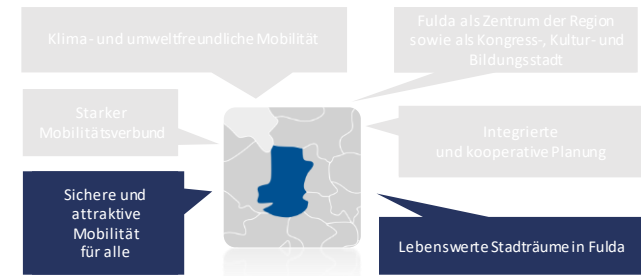 Klima- und umweltfreundliche Mobilität
Fulda als Zentrum der Region
sowie als Kongress-, Kultur- und
Bildungsstadt
Starker
Mobilitätsverbund
Integrierte
und kooperative Planung
Sichere und
attraktive
Mobilität
für alle
Lebenswerte Stadträume in Fulda